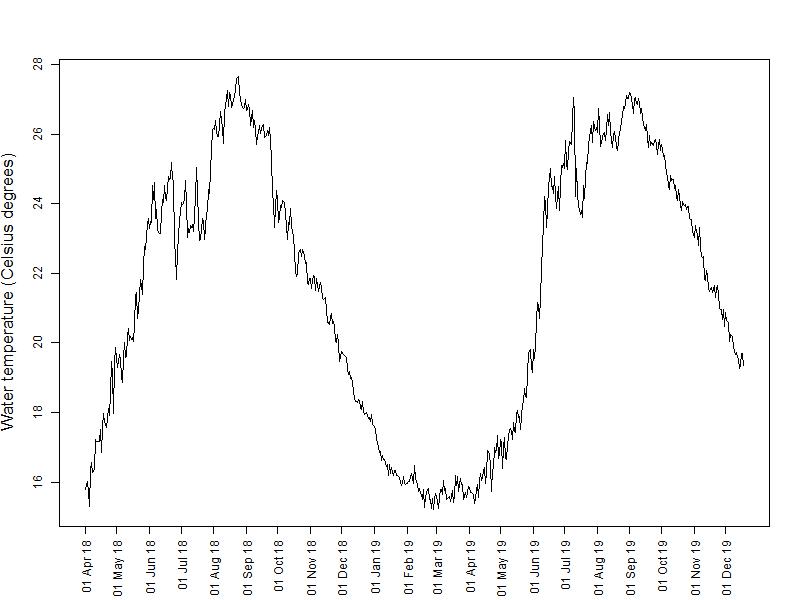 Water temperature (Celsius degrees)
28
26
24
22
20
18
16
01 Apr 18
01 May 18
01 Jun 18
01 Jul 18
01 Aug 18
01 Sep 18
01 Oct 18
01 Nov 18
01 Dec 18
01 Jan 19
01 Feb 19
01 Mar 19
01 Apr 19
01 May 19
01 Jun 19
01 Jul 19
01 Aug 19
01 Sep 19
01 Oct 19
01 Nov 19
01 Dec 19